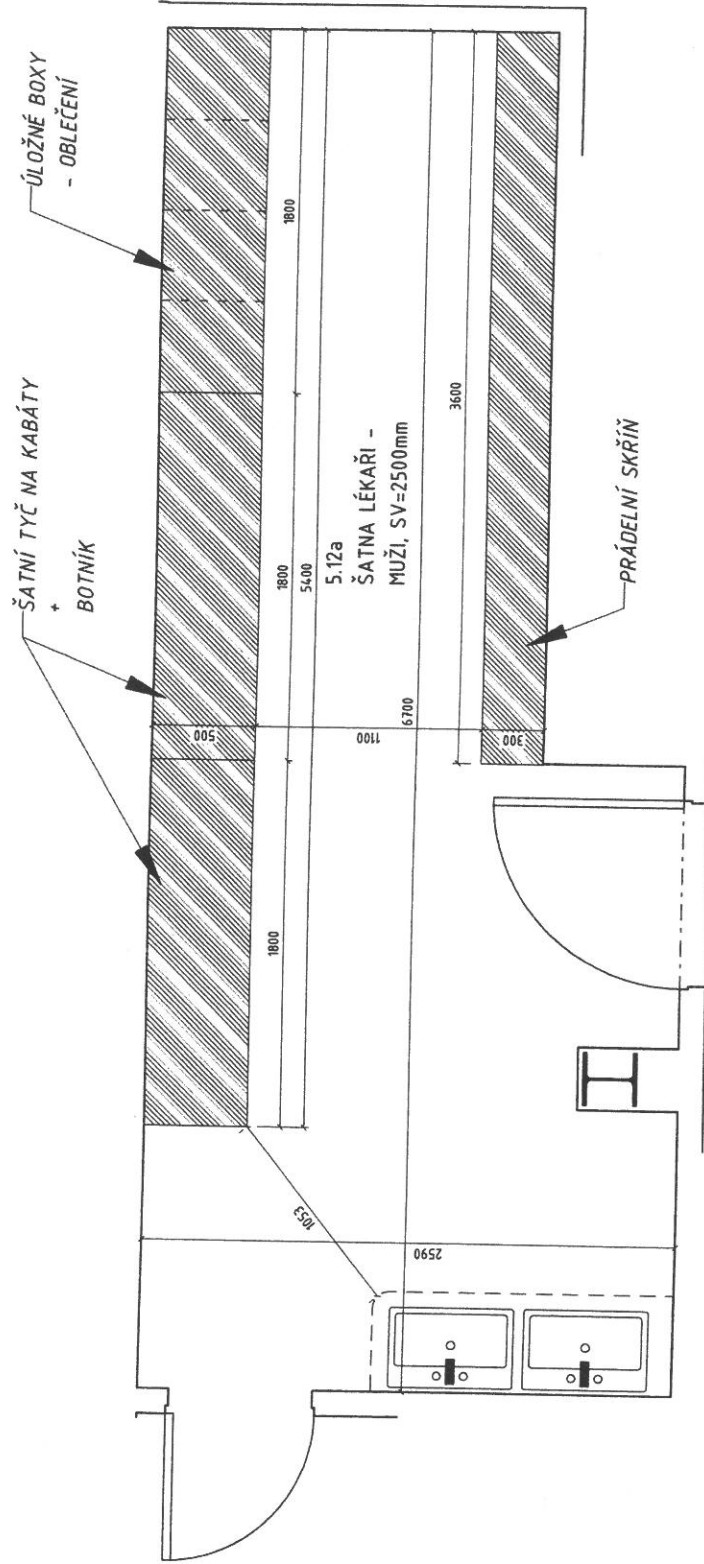 ÚLOŽNÉ BOXY
- OBLEČENÍ
ŠATNÍ TYČ NA KABÁTY
+
BOTNÍK
1800
1800
1800
5400
5.12a
ŠATNA LÉKAŘI -
MUŽI, SV=2500mm
500
1100
300
6700
3600
PRÁDELNÍ SKŘÍŇ
1053
2590